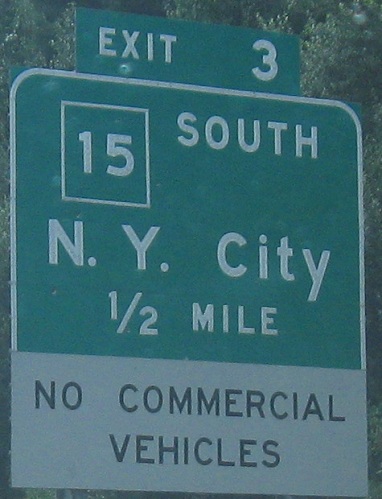 EXIT 3
15 SOUTH
N. Y. City
1/2 MILE
NO COMMERCIAL
VEHICLES